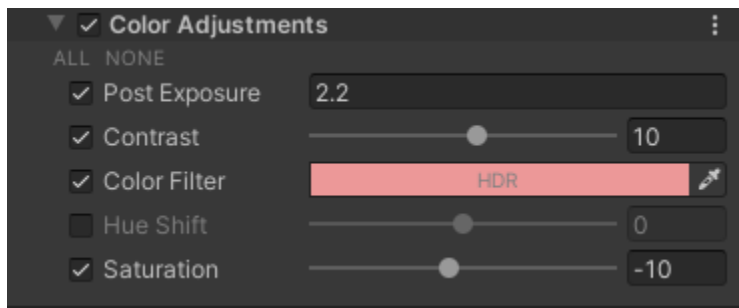 Color Adjustments
ALL NONE
Post Exposure 2.2
Contrast 10
Color Filter HDR
Hue Shift 0
Saturation -10